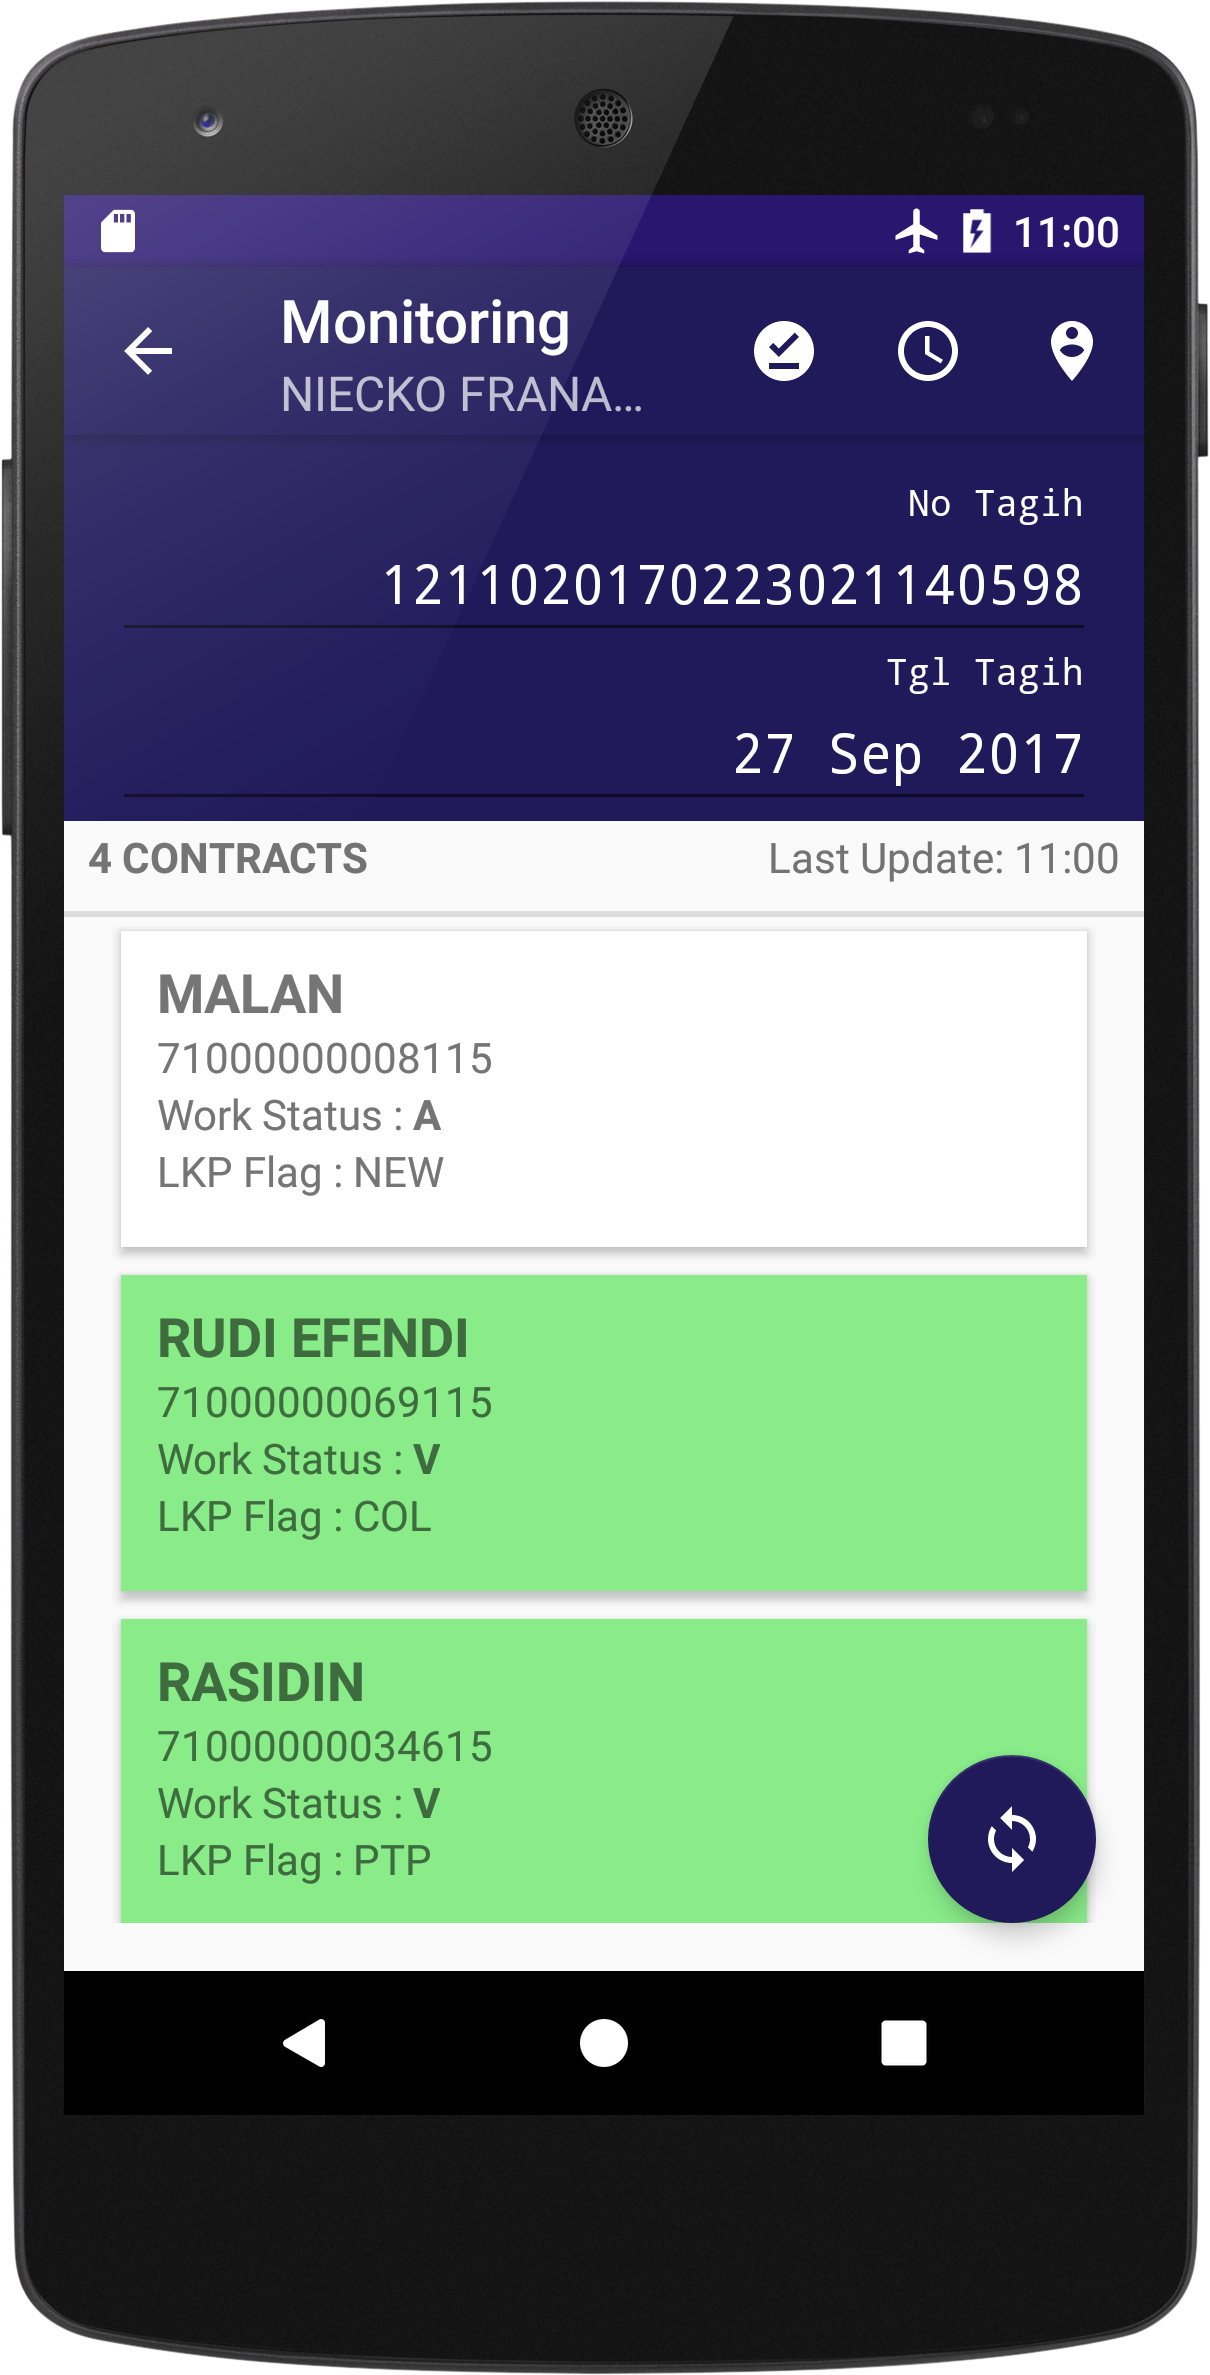 11:00
Monitoring
NIECKO FRANA...
No Tagih
1211020170223021140598
Tgl Tagih
27 Sep 2017
4 CONTRACTS
Last Update: 11:00
MALAN
71000000008115
Work Status : A
LKP Flag : NEW
RUDI EFENDI
71000000069115
Work Status : V
LKP Flag : COL
RASIDIN
71000000034615
Work Status : V
LKP Flag : PTP